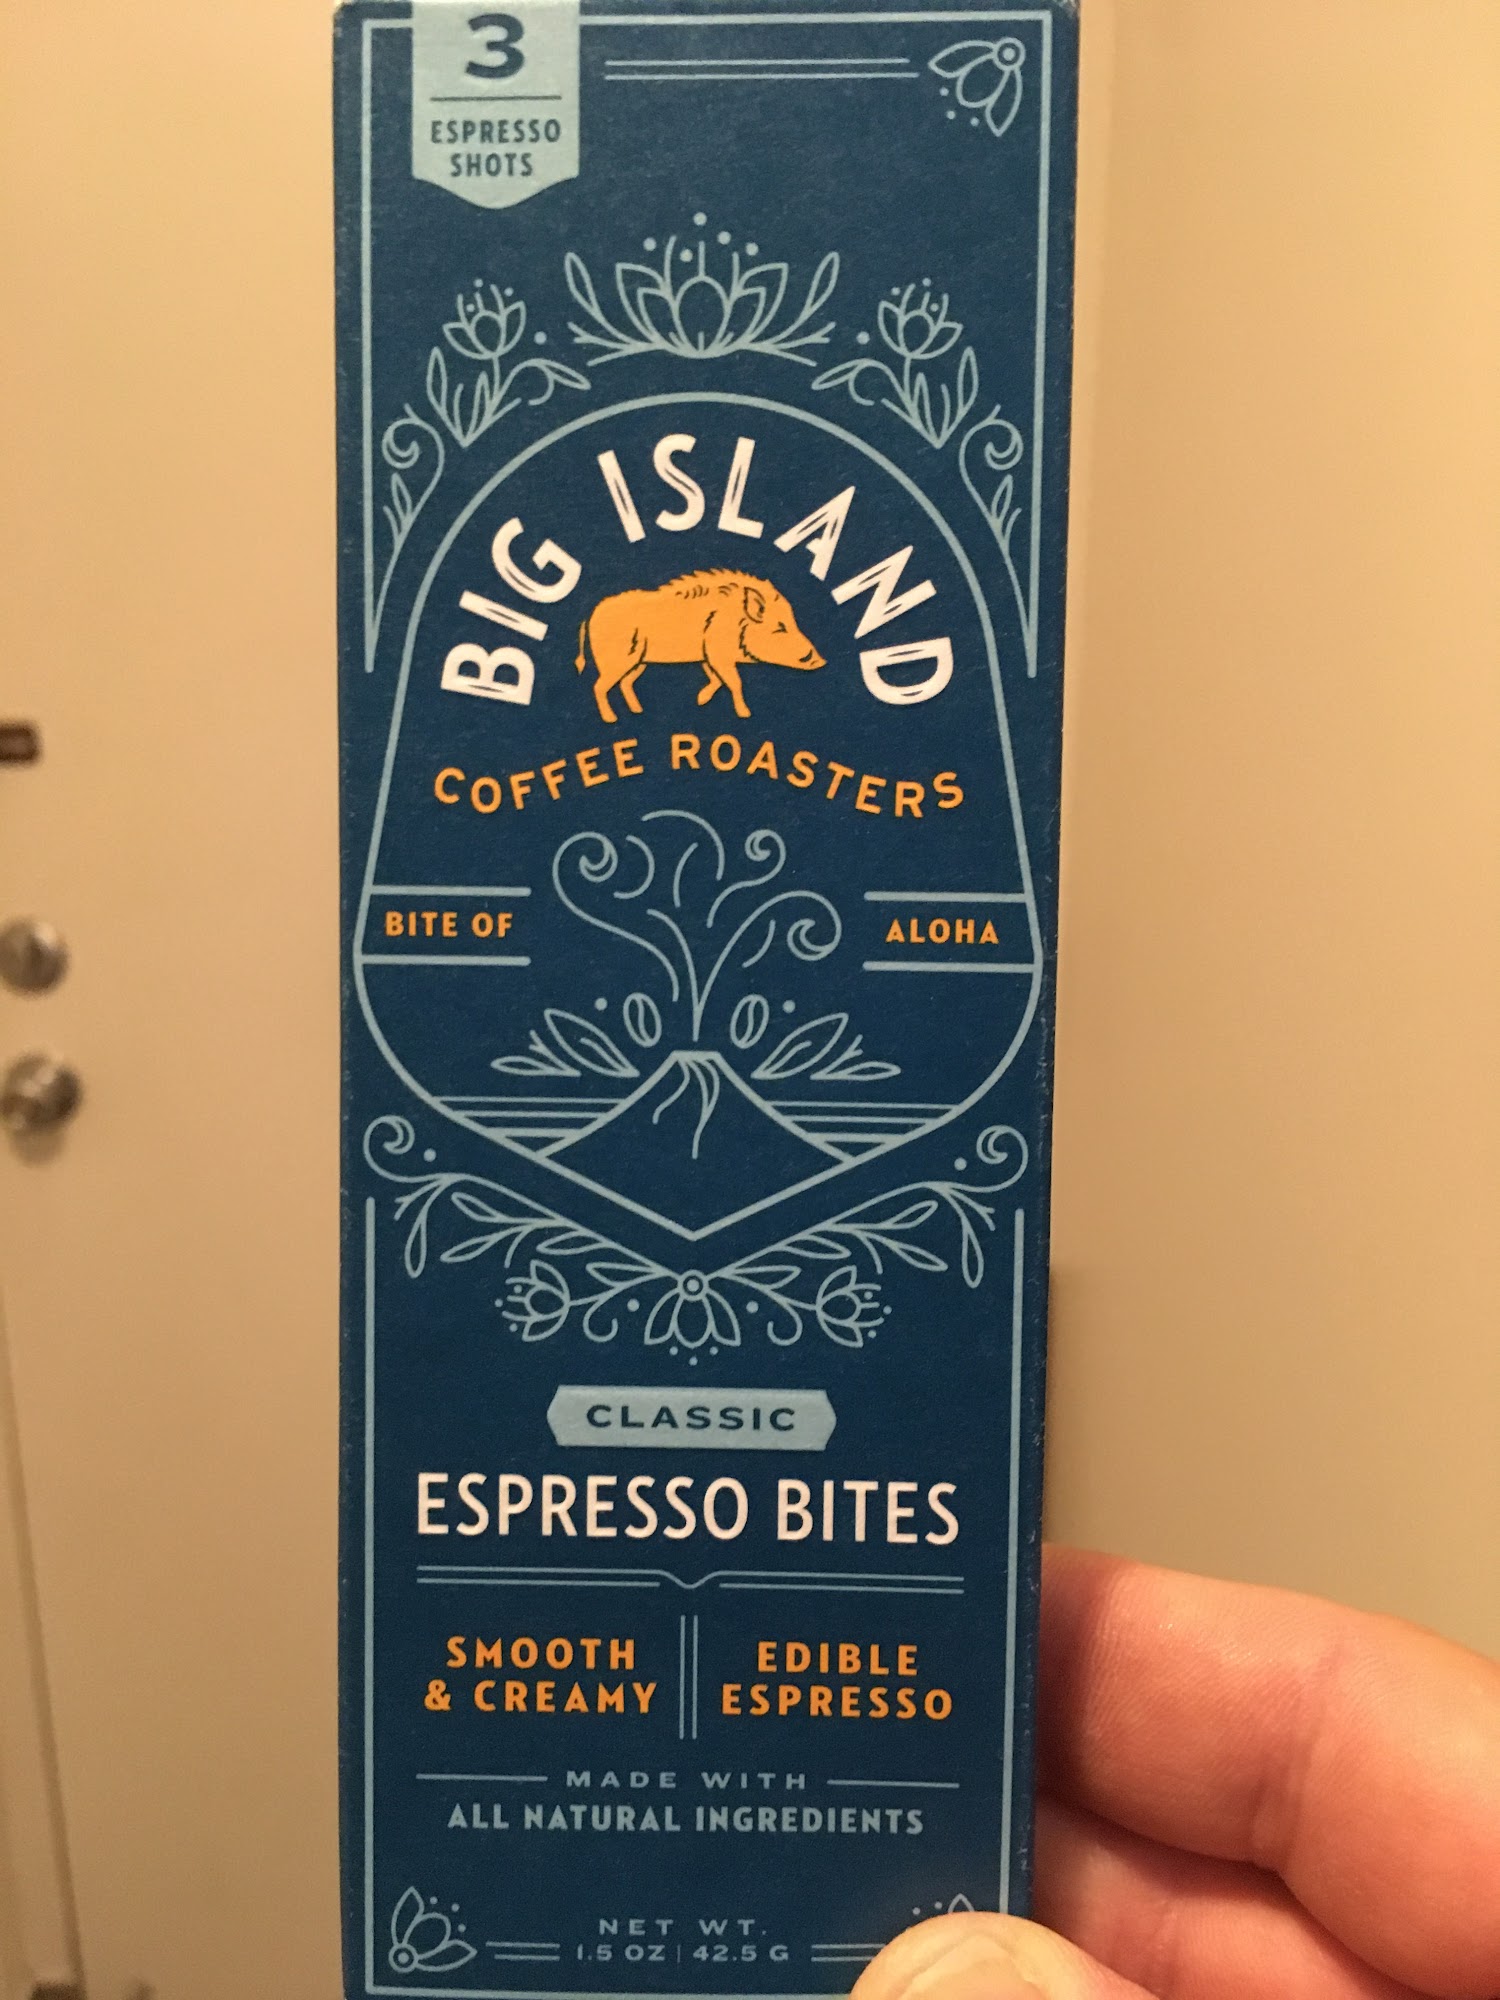 3
ESPRESSO
SHOTS
BIG ISLAND
COFFEE ROASTERS
BITE OF ALOHA
CLASSIC
ESPRESSO BITES
SMOOTH
& CREAMY
EDIBLE
ESPRESSO
MADE WITH
ALL NATURAL INGREDIENTS
NET WT.
1.5 OZ | 42.5 G